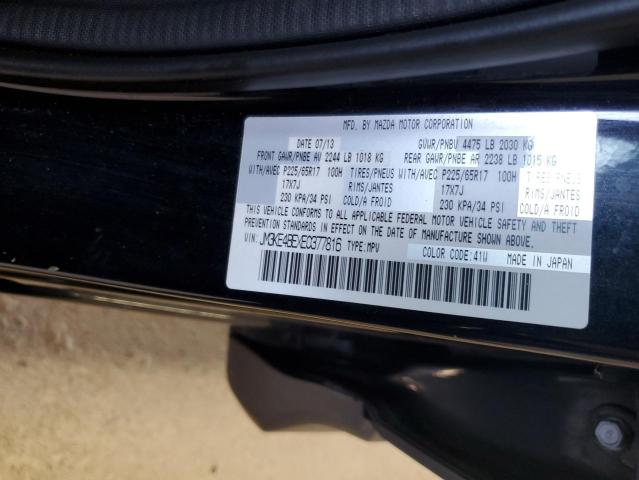 MFD. BY MAZDA MOTOR CORPORATION
DATE 07/13 GVWR/PNBV 4475 LB 2030 KG
FRONT GAWR/PNBE AV 2244 LB 1018 KG REAR GAWR/PNBE AR 2238 LB 1015 KG
WITH/AVEC P225/65R17 100H TIRES/PNEUS WITH/AVEC P225/65R17 100H TIRES/PNEUS
17X7J RIMS/JANTES 17X7J RIMS/JANTES
230 KPA/34 PSI COLD/A FROID 230 KPA/34 PSI COLD/A FROID
THIS VEHICLE CONFORMS TO ALL APPLICABLE FEDERAL MOTOR VEHICLE SAFETY AND THEFT
PREVENTION STANDARDS IN EFFECT ON THE DATE OF MANUFACTURE SHOWN ABOVE.
VIN: JM3KE4BEXE0377816 TYPE:MPV COLOR CODE:41W MADE IN JAPAN